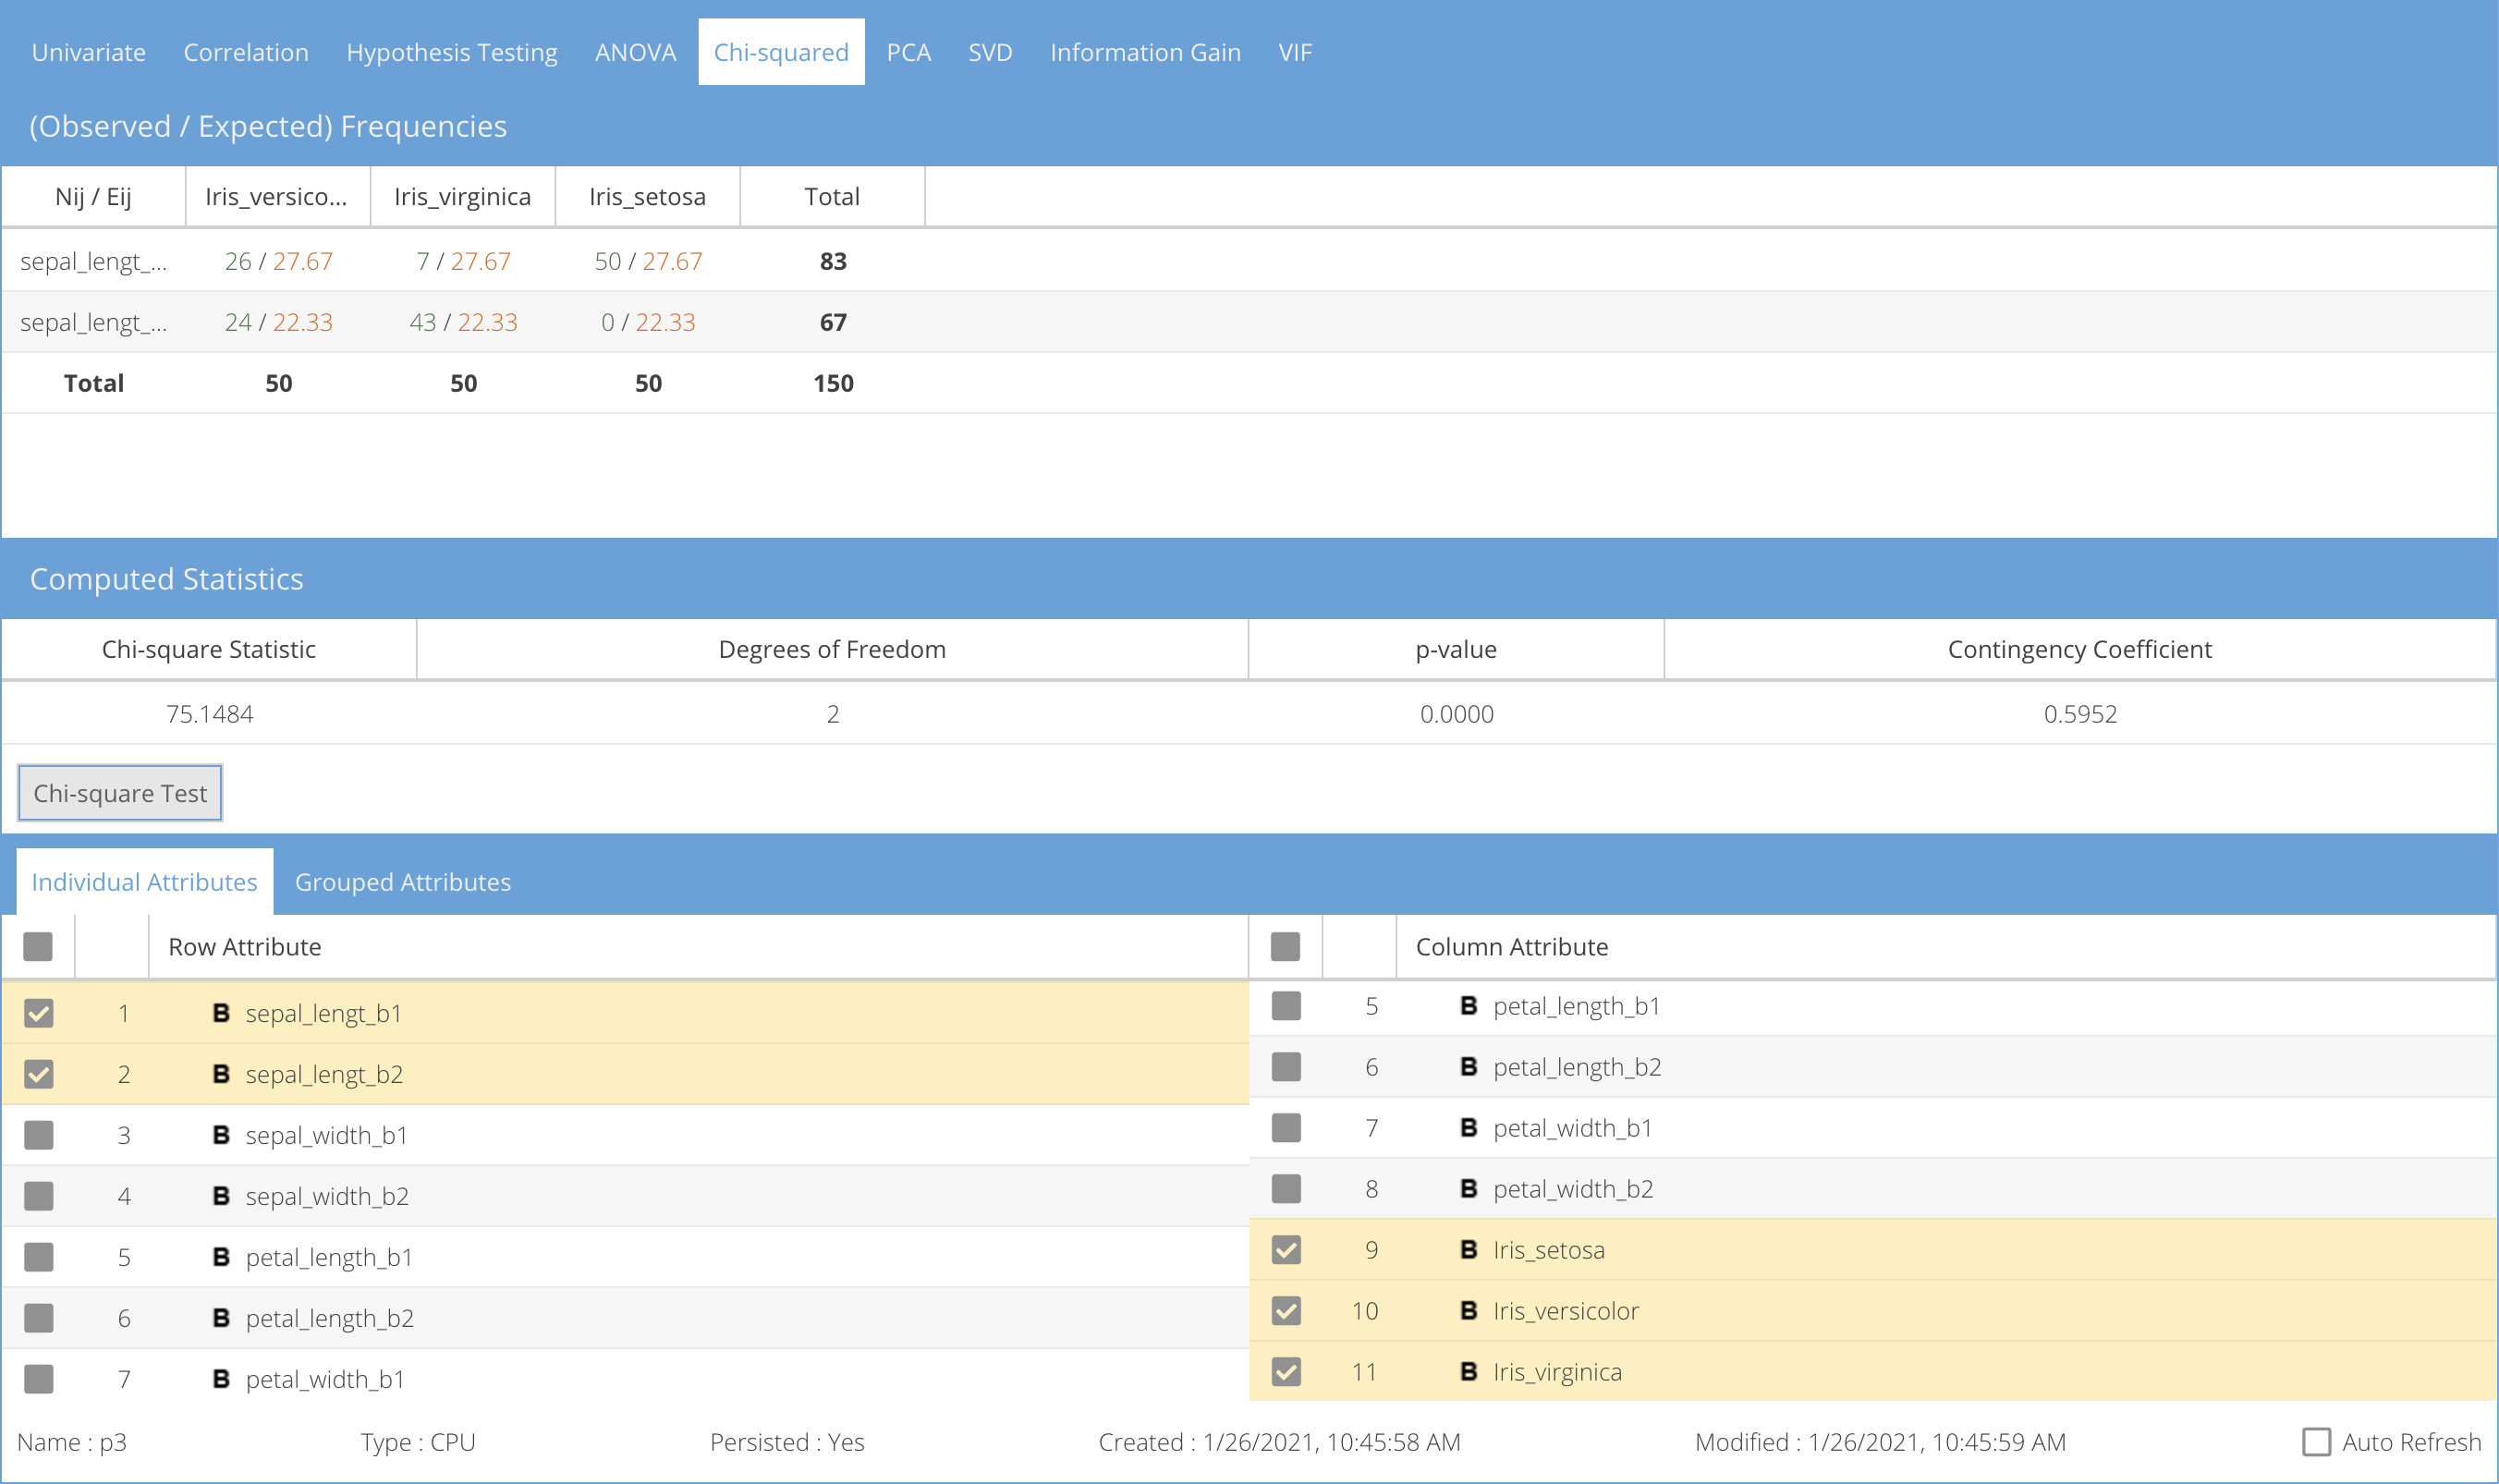 Univariate Correlation Hypothesis Testing ANOVA Chi-squared PCA SVD Information Gain VIF
(Observed / Expected) Frequencies
Nij / Eij Iris_versico... Iris_virginica Iris_setosa Total
sepal_lengt_... 26 / 27.67 7 / 27.67 50 / 27.67 83
sepal_lengt_... 24 / 22.33 43 / 22.33 0 / 22.33 67
Total 50 50 50 150
Computed Statistics
Chi-square Statistic Degrees of Freedom p-value Contingency Coefficient
75.1484 2 0.0000 0.5952
Chi-square Test
Individual Attributes Grouped Attributes
Row Attribute Column Attribute
1 B sepal_lengt_b1 5 B petal_length_b1
2 B sepal_lengt_b2 6 B petal_length_b2
3 B sepal_width_b1 7 B petal_width_b1
4 B sepal_width_b2 8 B petal_width_b2
5 B petal_length_b1 9 B Iris_setosa
6 B petal_length_b2 10 B Iris_versicolor
7 B petal_width_b1 11 B Iris_virginica
Name : p3 Type : CPU Persisted : Yes Created : 1/26/2021, 10:45:58 AM Modified : 1/26/2021, 10:45:59 AM Auto Refresh